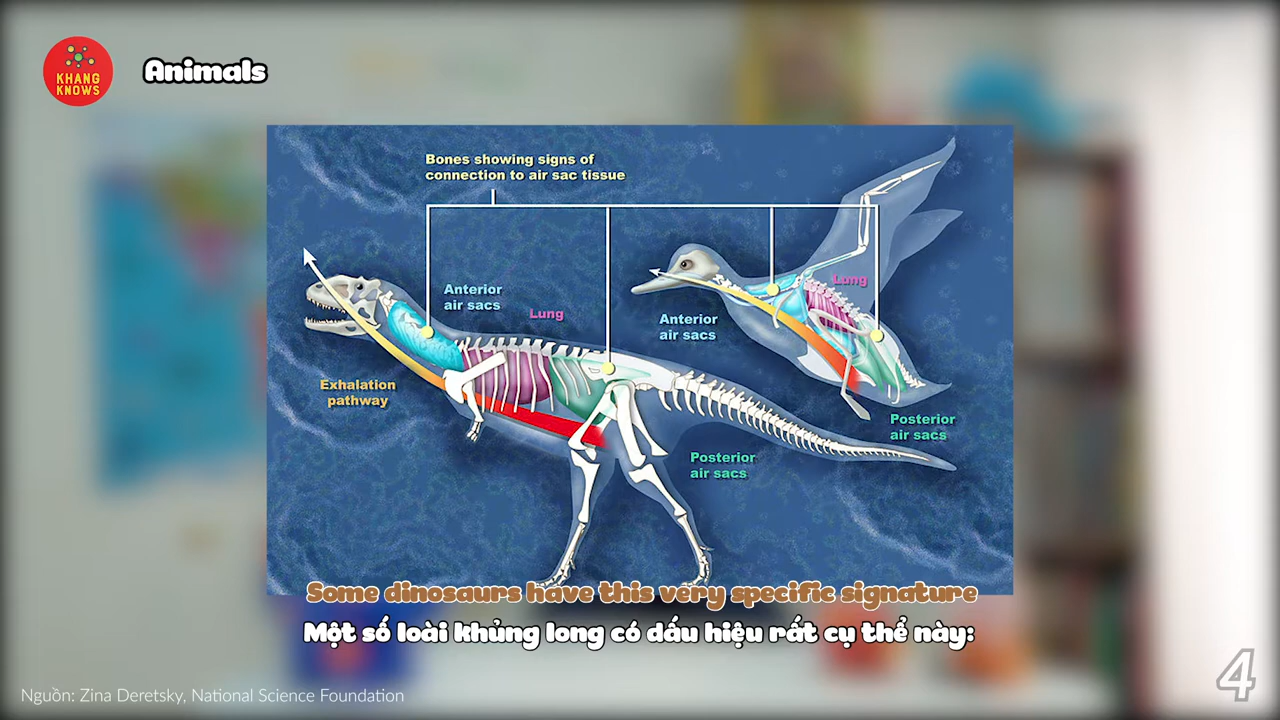 KHANG
KNOWS
Animals
Bones showing signs of
connection to air sac tissue
Anterior
air sacs
Lung
Exhalation
pathway
Posterior
air sacs
Anterior
air sacs
Lung
Posterior
air sacs
Some dinosaurs have this very specific signature
Một số loài khủng long có dấu hiệu rất cụ thể này:
Nguồn: Zina Deretsky, National Science Foundation
4